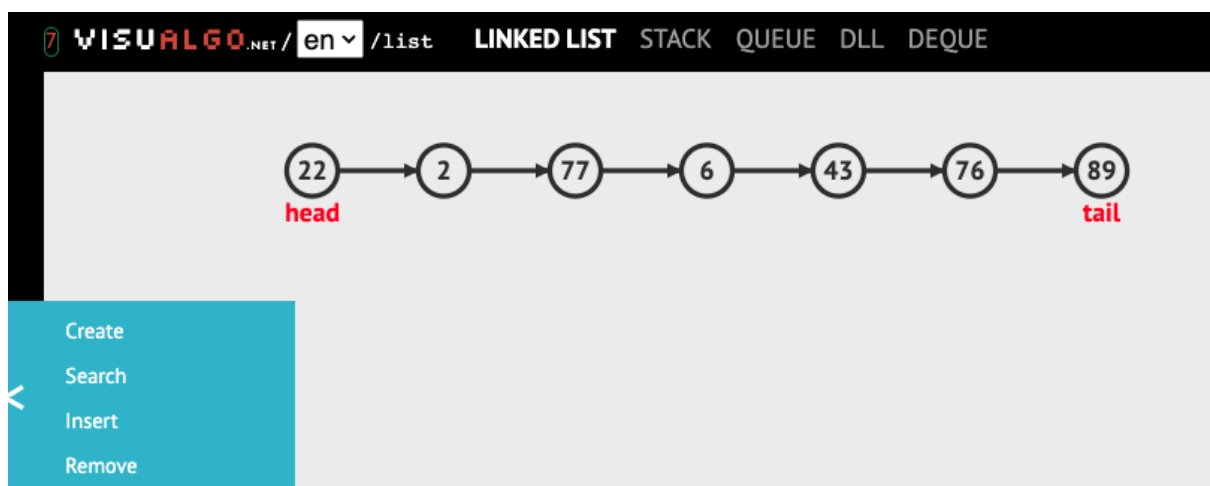 7 VISUALGO.NET/ en /list LINKED LIST STACK QUEUE DLL DEQUE
22 2 77 6 43 76 89
head tail
Create
Search
Insert
Remove